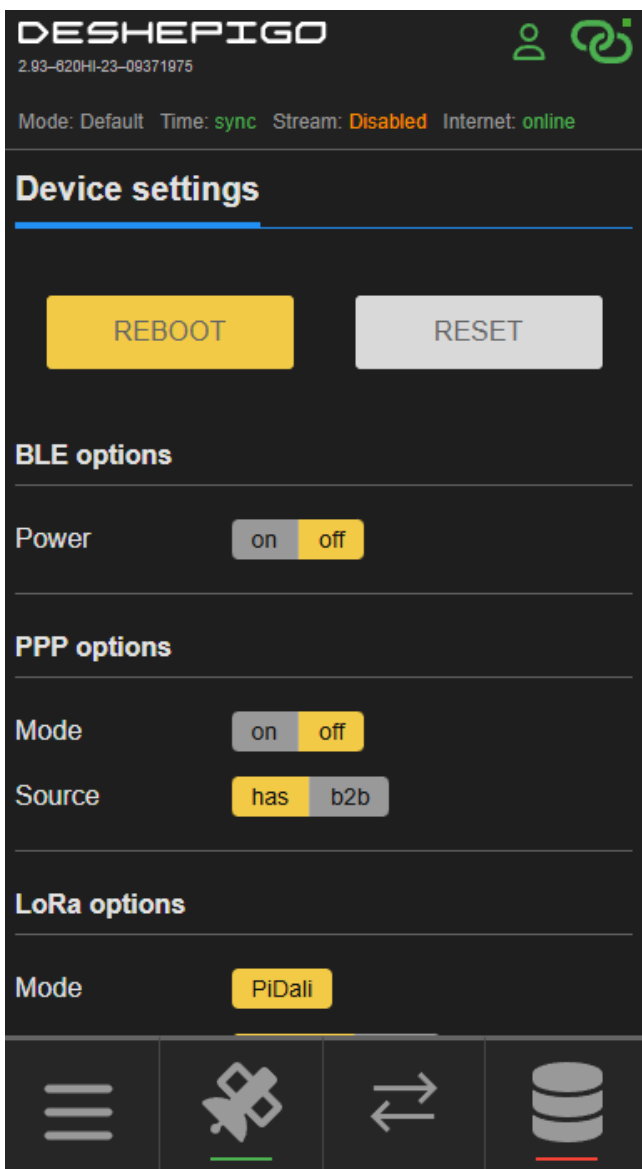 DESHEPIGO
2.93–620HI-23–09371975
Mode: Default Time: sync Stream: Disabled Internet: online
Device settings
REBOOT RESET
BLE options
Power on off
PPP options
Mode on off
Source has b2b
LoRa options
Mode PiDali